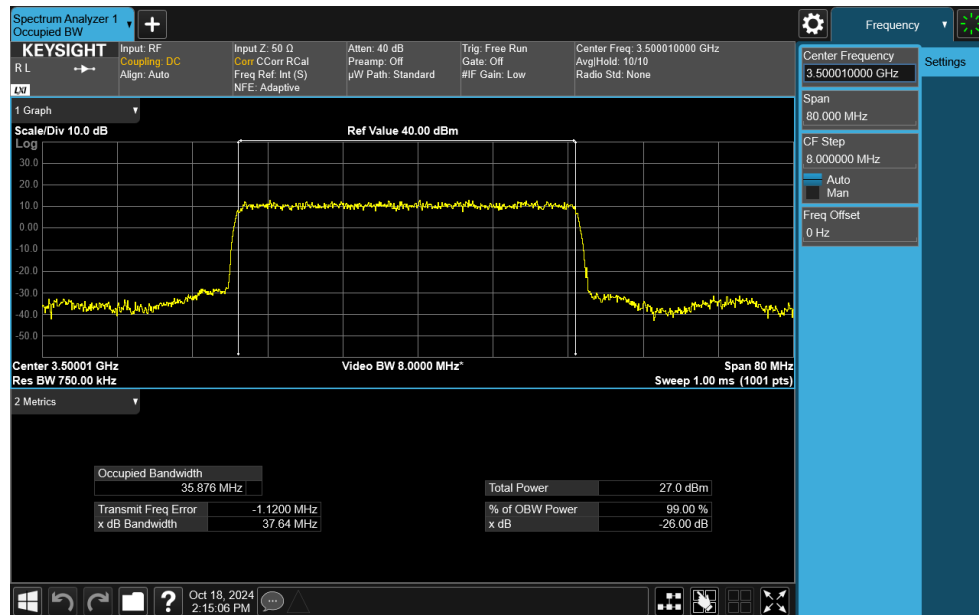 Spectrum Analyzer 1
Occupied BW
+
Frequency
KEYSIGHT
R L
LXI
Input: RF
Coupling: DC
Align: Auto
Input Z: 50 Ω
Corr CCorr RCal
Freq Ref: Int (S)
NFE: Adaptive
Atten: 40 dB
Preamp: Off
µW Path: Standard
Trig: Free Run
Gate: Off
#IF Gain: Low
Center Freq: 3.500010000 GHz
Avg|Hold: 10/10
Radio Std: None
Center Frequency
3.500010000 GHz
Settings
Span
80.000 MHz
CF Step
8.000000 MHz
Auto
Man
Freq Offset
0 Hz
1 Graph
Scale/Div 10.0 dB
Ref Value 40.00 dBm
Log
30.0
20.0
10.0
0.00
-10.0
-20.0
-30.0
-40.0
-50.0
Center 3.50001 GHz
Video BW 8.0000 MHz*
Span 80 MHz
Res BW 750.00 kHz
Sweep 1.00 ms (1001 pts)
2 Metrics
Occupied Bandwidth
35.876 MHz
Total Power 27.0 dBm
Transmit Freq Error -1.1200 MHz
% of OBW Power 99.00 %
x dB Bandwidth 37.64 MHz
x dB -26.00 dB
?
Oct 18, 2024
2:15:06 PM